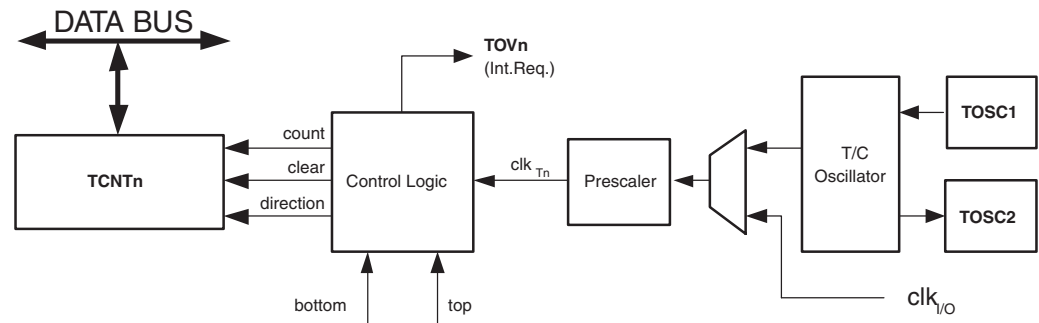 DATA BUS
TOVn
(Int.Req.)
TOSC1
count
T/C
Oscillator
TCNTn
clear
Control Logic
clk Tn
Prescaler
direction
TOSC2
bottom
top
clkI/O